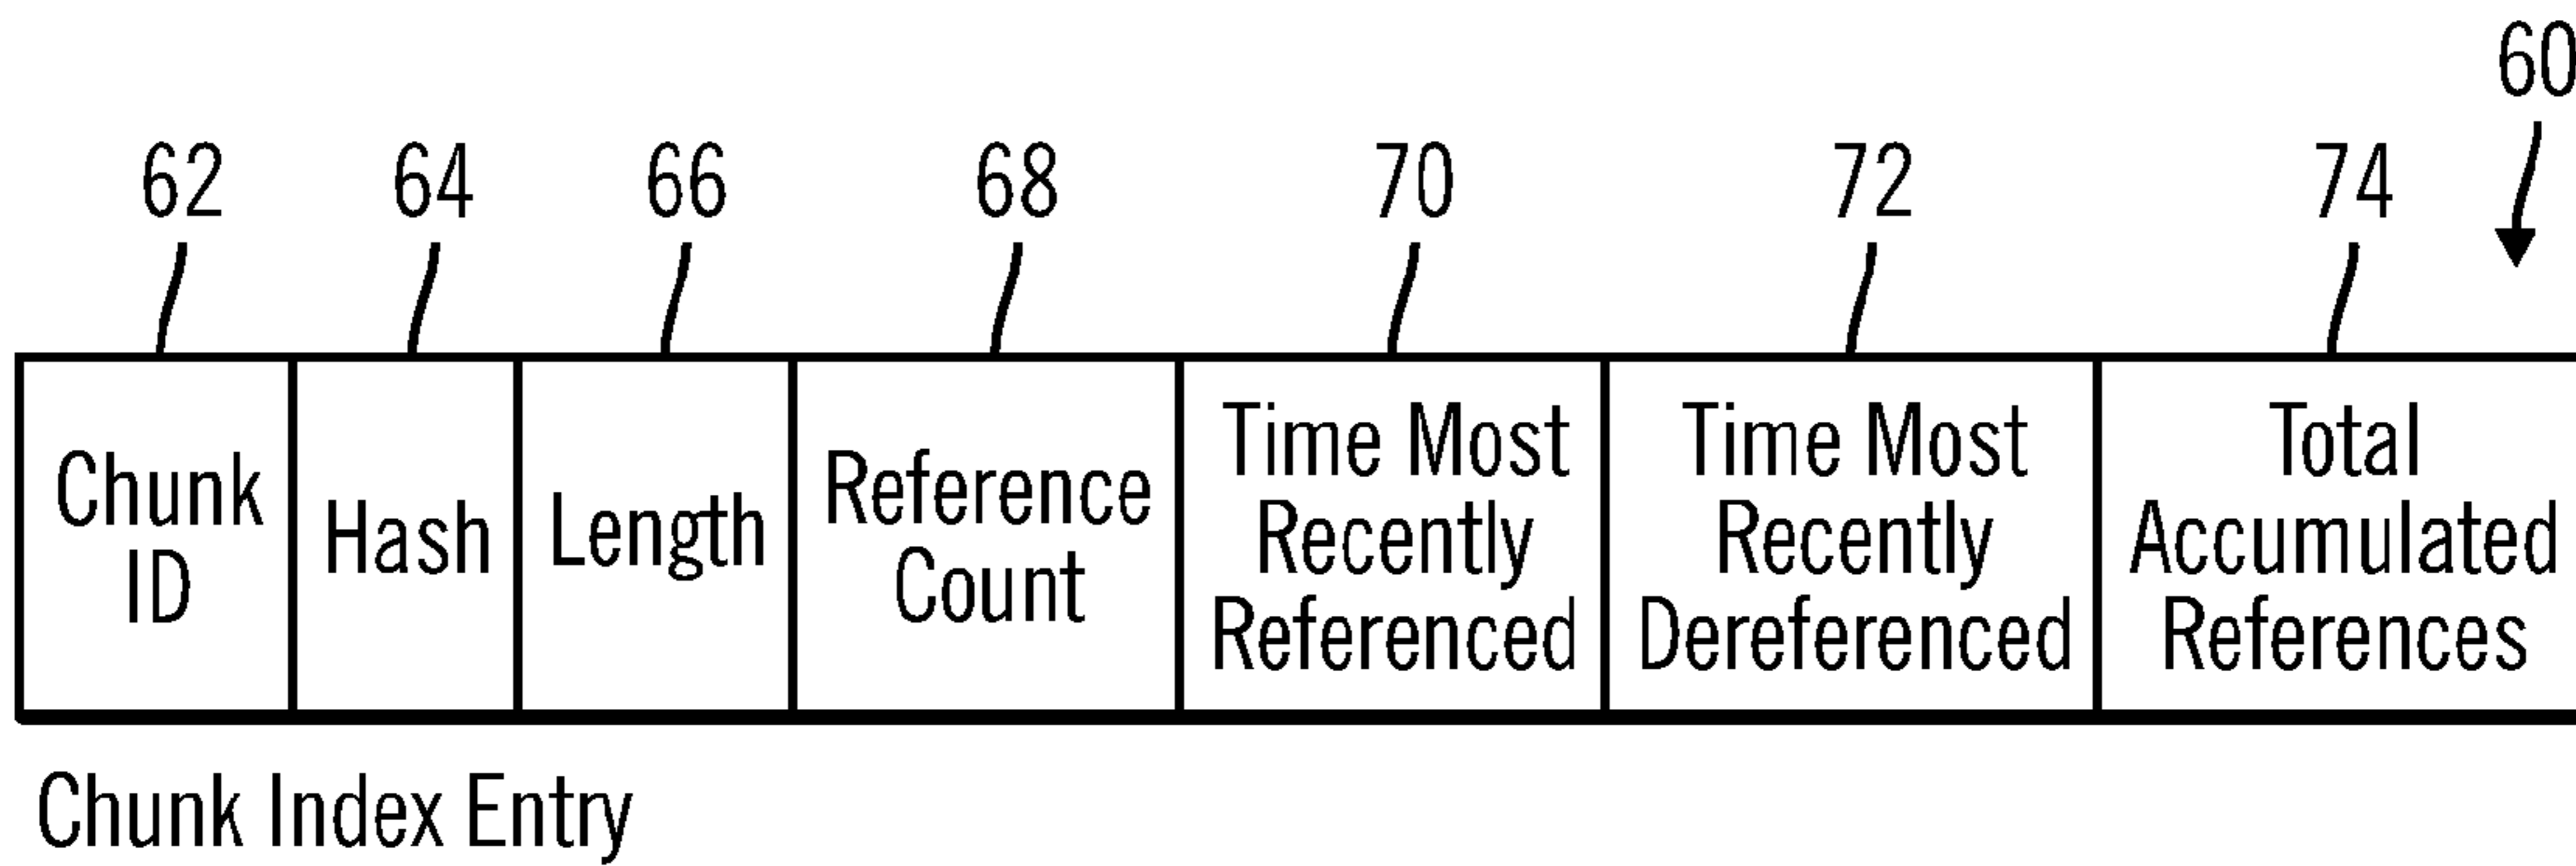 60
62 64 66 68 70 72 74
Chunk
ID
Hash
Length
Reference
Count
Time Most
Recently
Referenced
Time Most
Recently
Dereferenced
Total
Accumulated
References
Chunk Index Entry